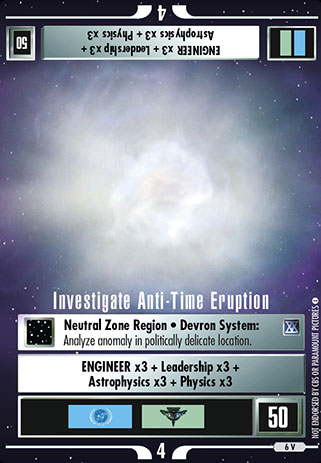 4
50
ENGINEER x3 + Leadership x3 +
Astrophysics x3 + Physics x3
Investigate Anti-Time Eruption
Neutral Zone Region • Devron System:
Analyze anomaly in politically delicate location.
ENGINEER x3 + Leadership x3 +
Astrophysics x3 + Physics x3
50
4
6 V
NOT ENDORSED BY CBS OR PARAMOUNT PICTURES